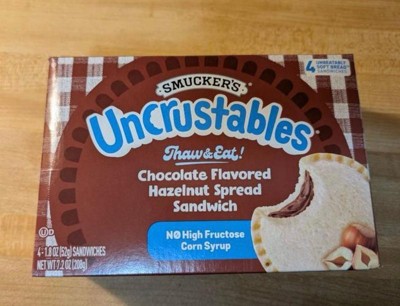 SMUCKER'S
Uncrustables
Thaw & Eat!
Chocolate Flavored
Hazelnut Spread
Sandwich
NO High Fructose
Corn Syrup
4
UNBEATABLY
SOFT BREAD
SANDWICHES
U D
4 - 1.8 OZ (52g) SANDWICHES
NET WT 7.2 OZ (208g)